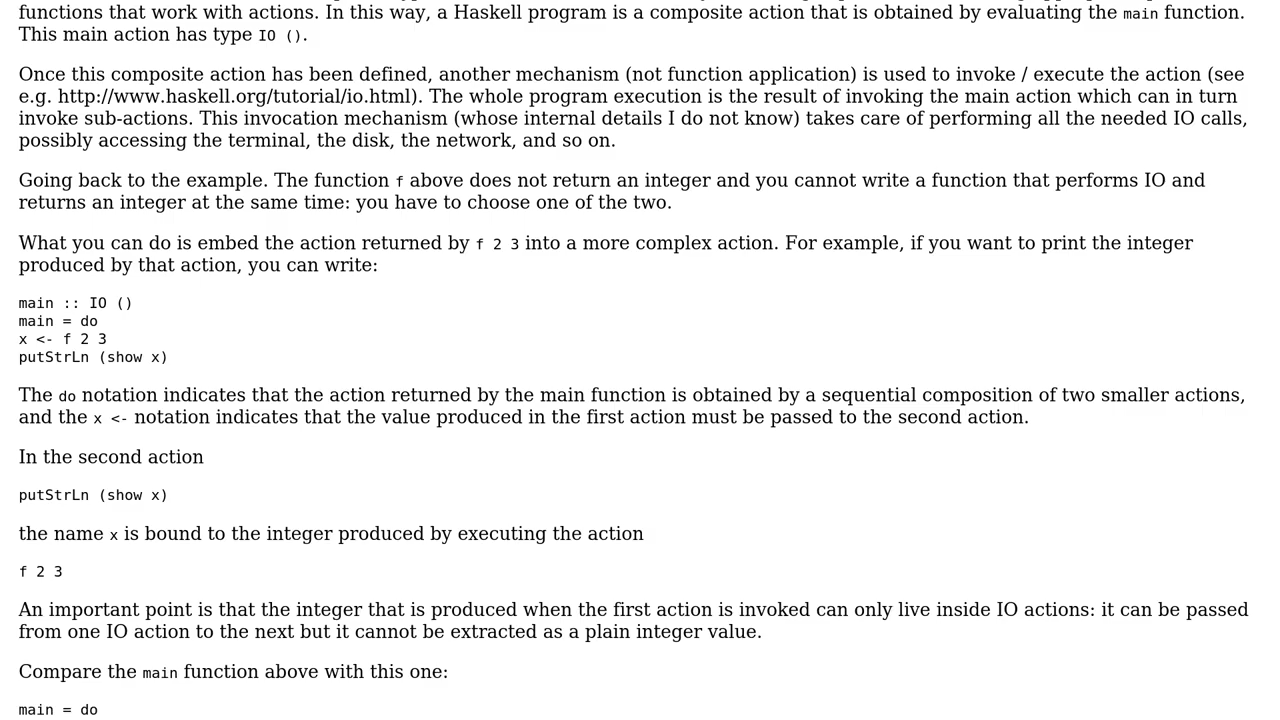 functions that work with actions. In this way, a Haskell program is a composite action that is obtained by evaluating the main function.
This main action has type IO ().
Once this composite action has been defined, another mechanism (not function application) is used to invoke / execute the action (see
e.g. http://www.haskell.org/tutorial/io.html). The whole program execution is the result of invoking the main action which can in turn
invoke sub-actions. This invocation mechanism (whose internal details I do not know) takes care of performing all the needed IO calls,
possibly accessing the terminal, the disk, the network, and so on.
Going back to the example. The function f above does not return an integer and you cannot write a function that performs IO and
returns an integer at the same time: you have to choose one of the two.
What you can do is embed the action returned by f 2 3 into a more complex action. For example, if you want to print the integer
produced by that action, you can write:
main :: IO ()
main = do
x <- f 2 3
putStrLn (show x)
The do notation indicates that the action returned by the main function is obtained by a sequential composition of two smaller actions,
and the x <- notation indicates that the value produced in the first action must be passed to the second action.
In the second action
putStrLn (show x)
the name x is bound to the integer produced by executing the action
f 2 3
An important point is that the integer that is produced when the first action is invoked can only live inside IO actions: it can be passed
from one IO action to the next but it cannot be extracted as a plain integer value.
Compare the main function above with this one:
main = do